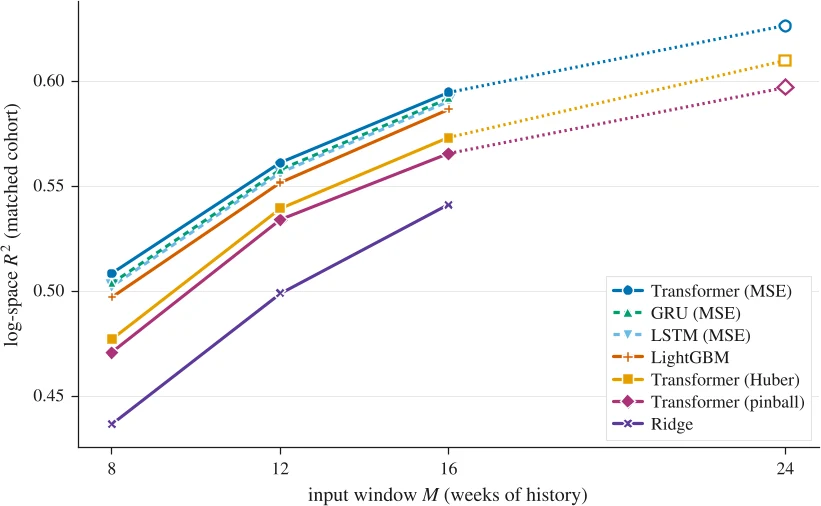 0.60
0.55
0.50
0.45
log-space R² (matched cohort)
8 12 16 24
input window M (weeks of history)
Transformer (MSE)
GRU (MSE)
LSTM (MSE)
LightGBM
Transformer (Huber)
Transformer (pinball)
Ridge